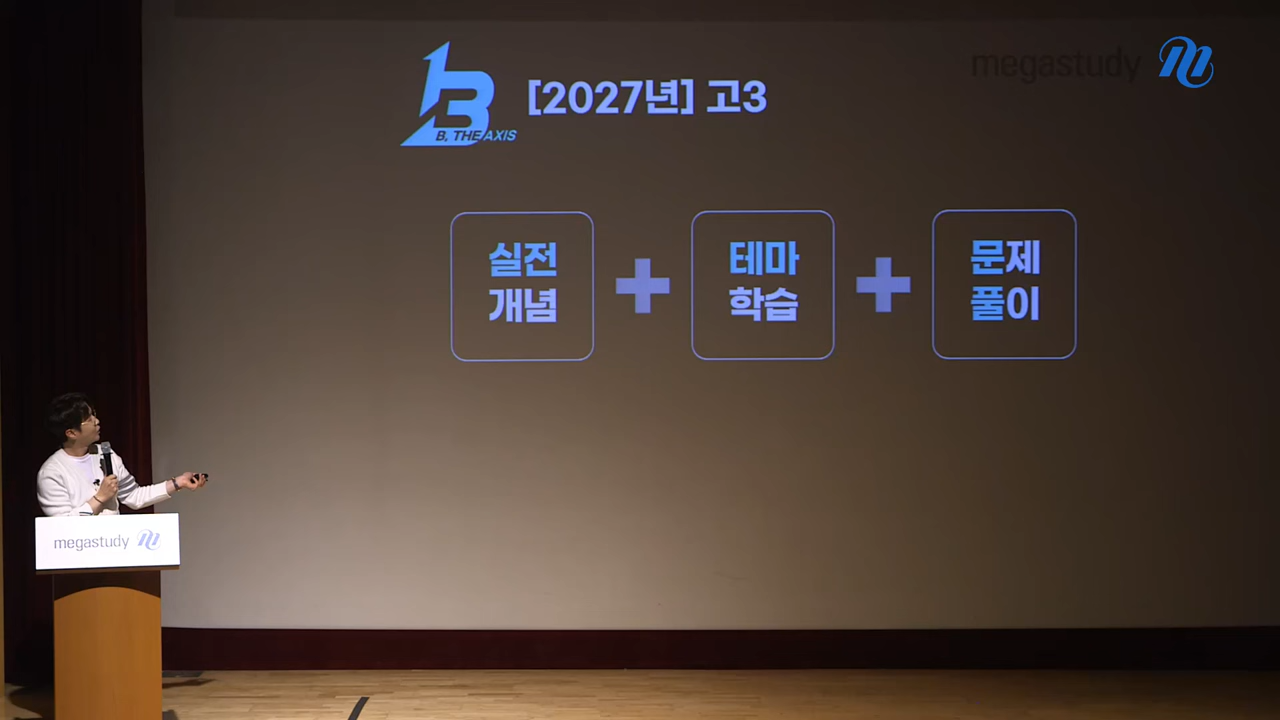 megastudy
[2027년] 고3
B, THE AXIS
실전
개념
테마
학습
문제
풀이
megastudy